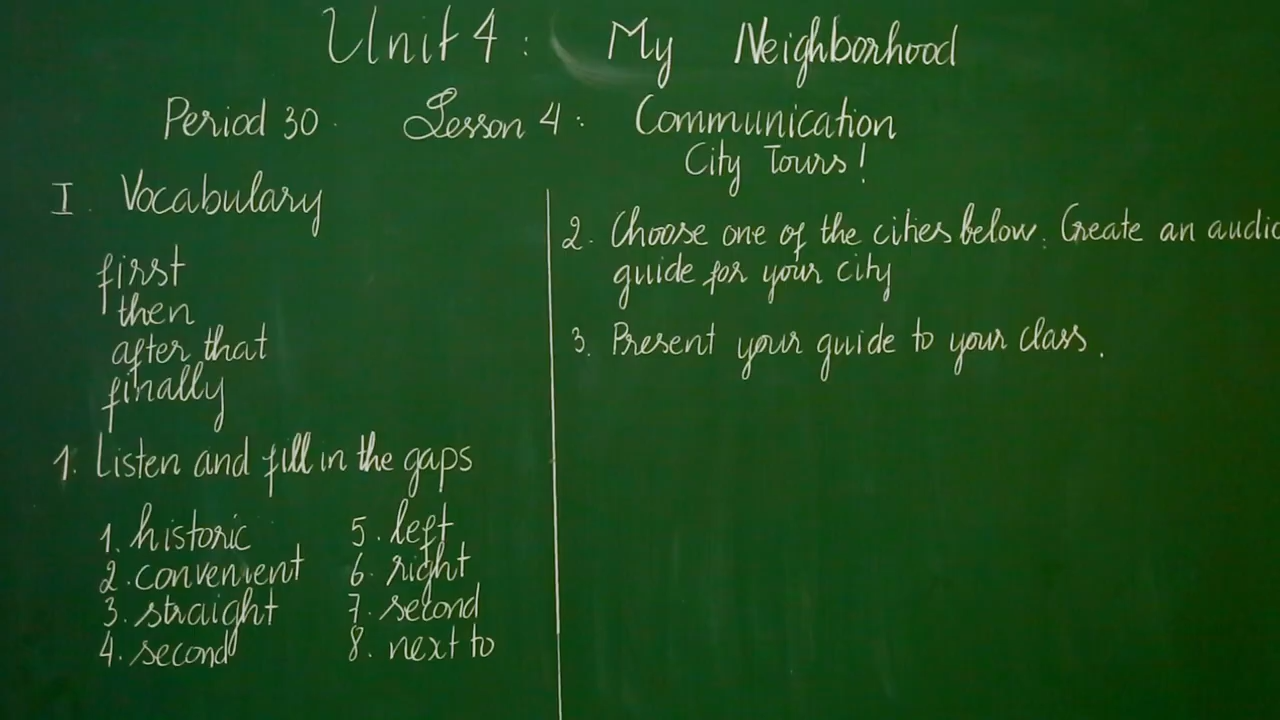 Unit 4 : My Neighborhood
Period 30. Lesson 4 : Communication
City Tours !
I. Vocabulary
first
then
after that
finally
1. Listen and fill in the gaps
1. historic
2. convenient
3. straight
4. second
5. left
6. right
7. second
8. next to
2. Choose one of the cities below. Create an audio
guide for your city
3. Present your guide to your class.